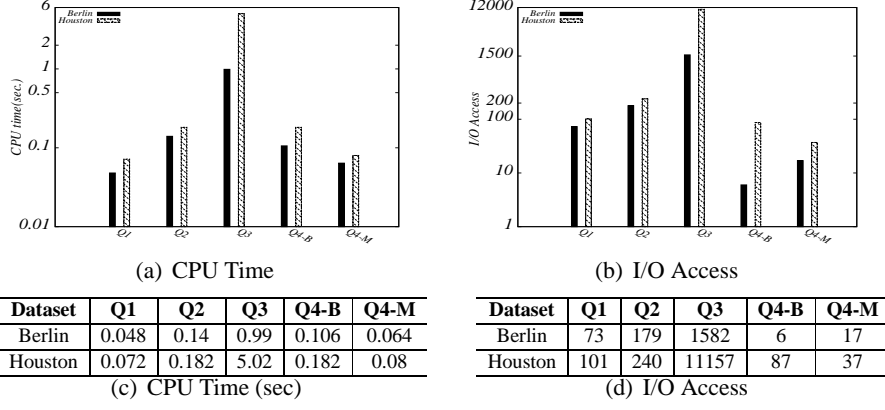 6
2
1
0.5
0.1
0.01
CPU time(sec.)
Berlin
Houston
Q1
Q2
Q3
Q4-B
Q4-M
(a) CPU Time
12000
1500
200
100
10
1
I/O Access
Berlin
Houston
Q1
Q2
Q3
Q4-B
Q4-M
(b) I/O Access
Dataset Q1 Q2 Q3 Q4-B Q4-M
Berlin 0.048 0.14 0.99 0.106 0.064
Houston 0.072 0.182 5.02 0.182 0.08
(c) CPU Time (sec)
Dataset Q1 Q2 Q3 Q4-B Q4-M
Berlin 73 179 1582 6 17
Houston 101 240 11157 87 37
(d) I/O Access